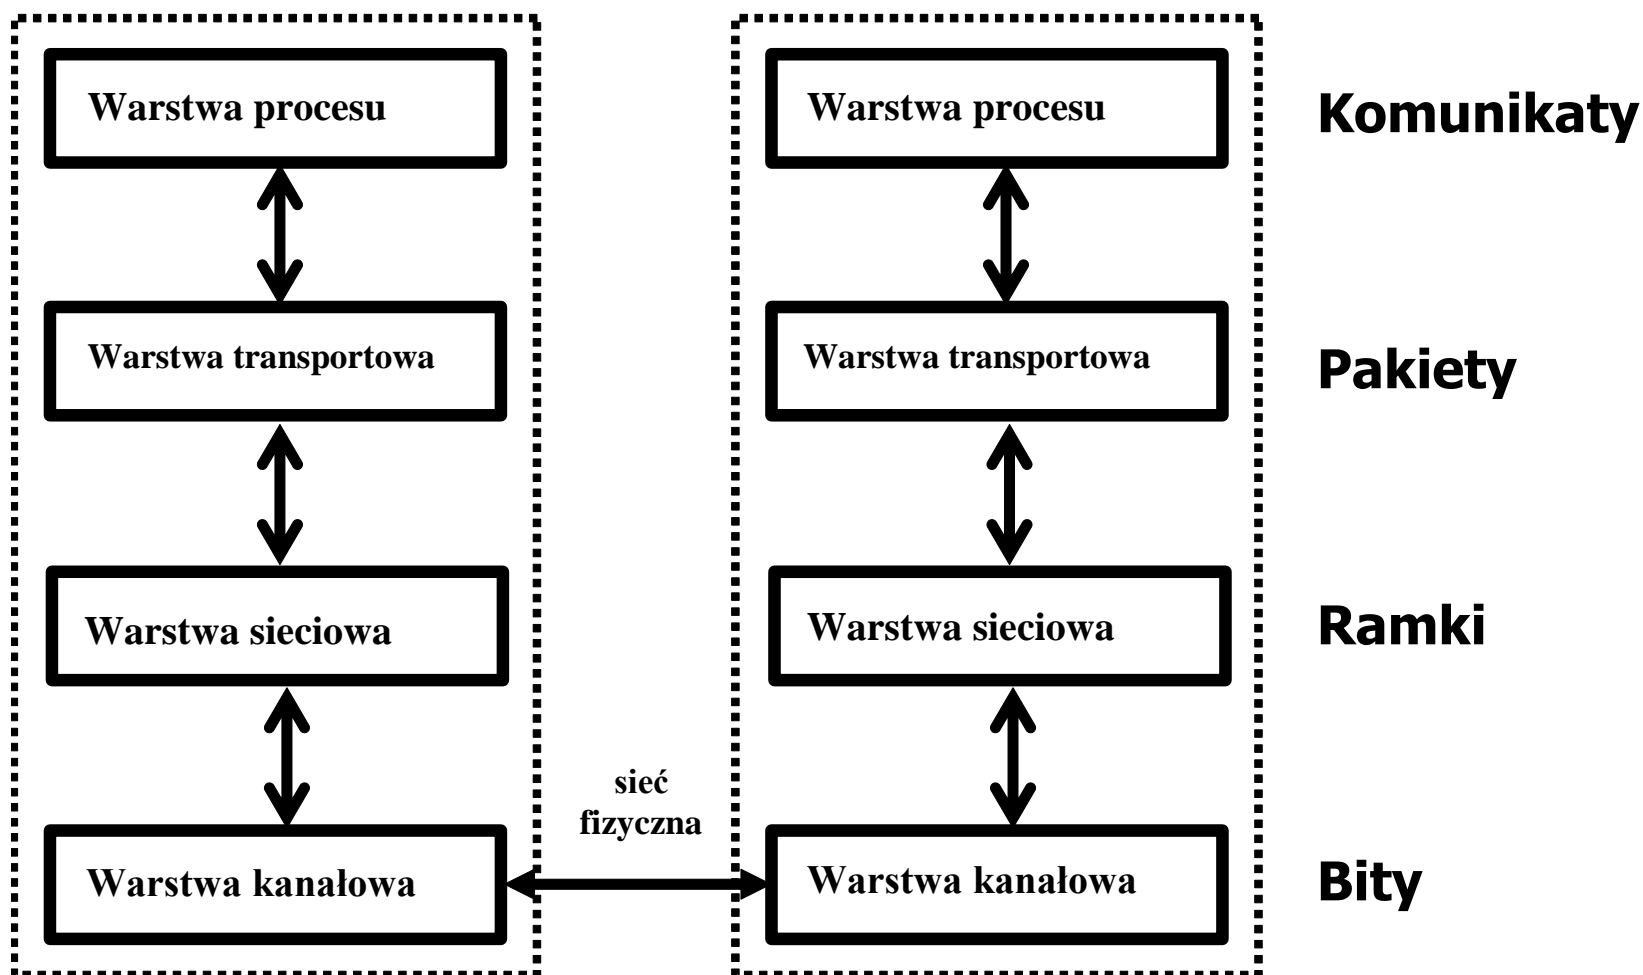 Warstwa procesu
Warstwa procesu
Komunikaty
Warstwa transportowa
Warstwa transportowa
Pakiety
Warstwa sieciowa
Warstwa sieciowa
Ramki
sieć
fizyczna
Warstwa kanałowa
Warstwa kanałowa
Bity